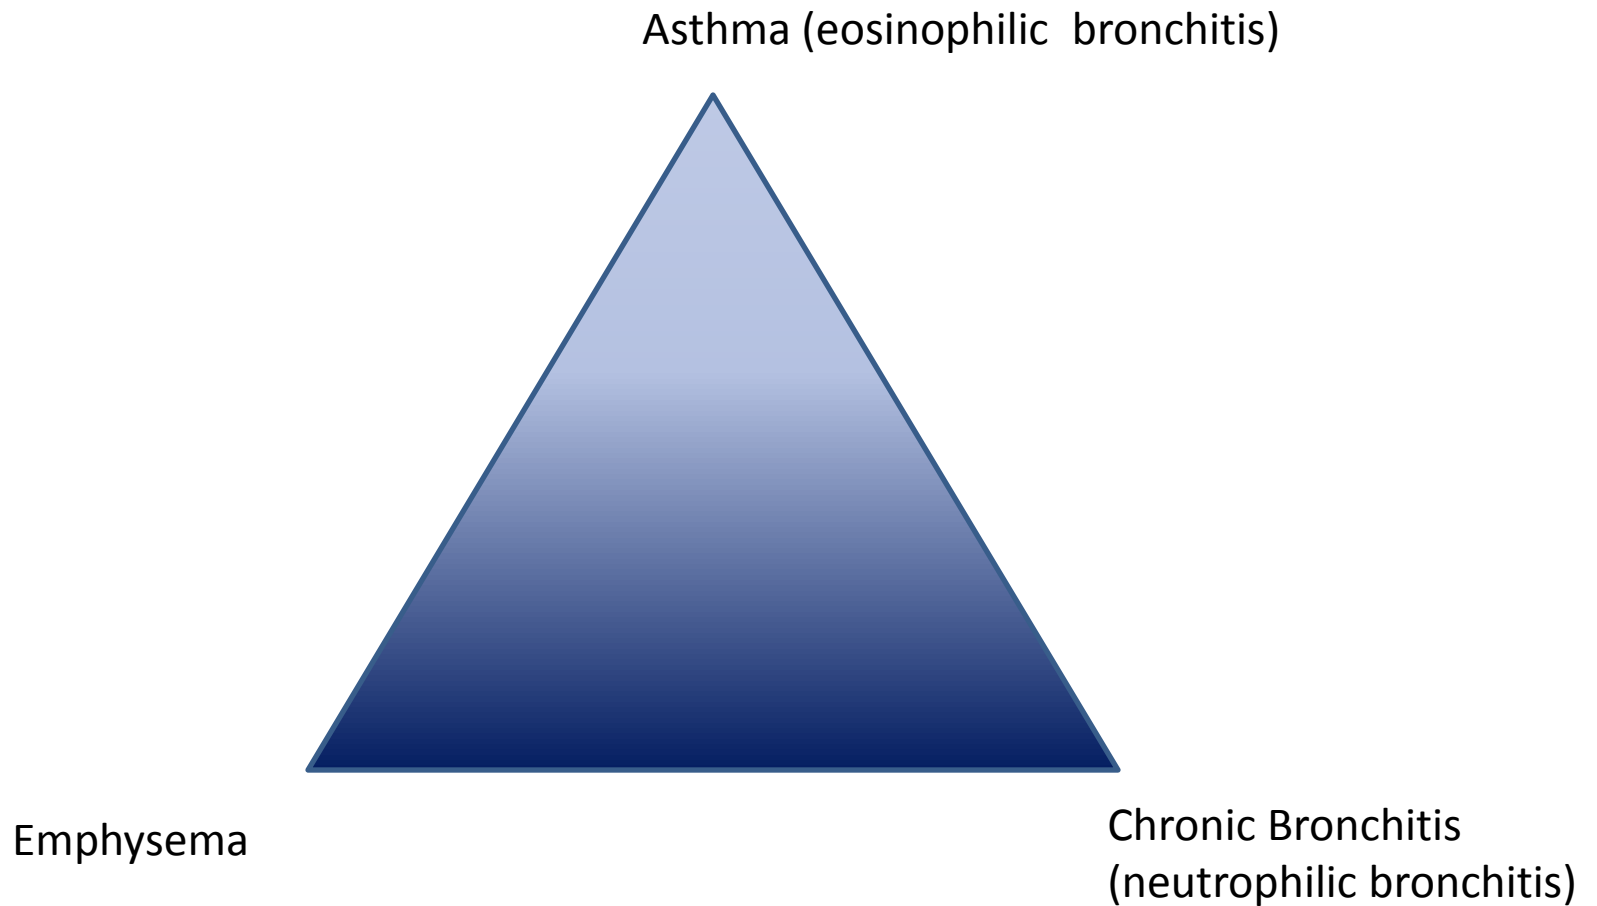 Asthma (eosinophilic  bronchitis)
Emphysema
Chronic Bronchitis
(neutrophilic bronchitis)